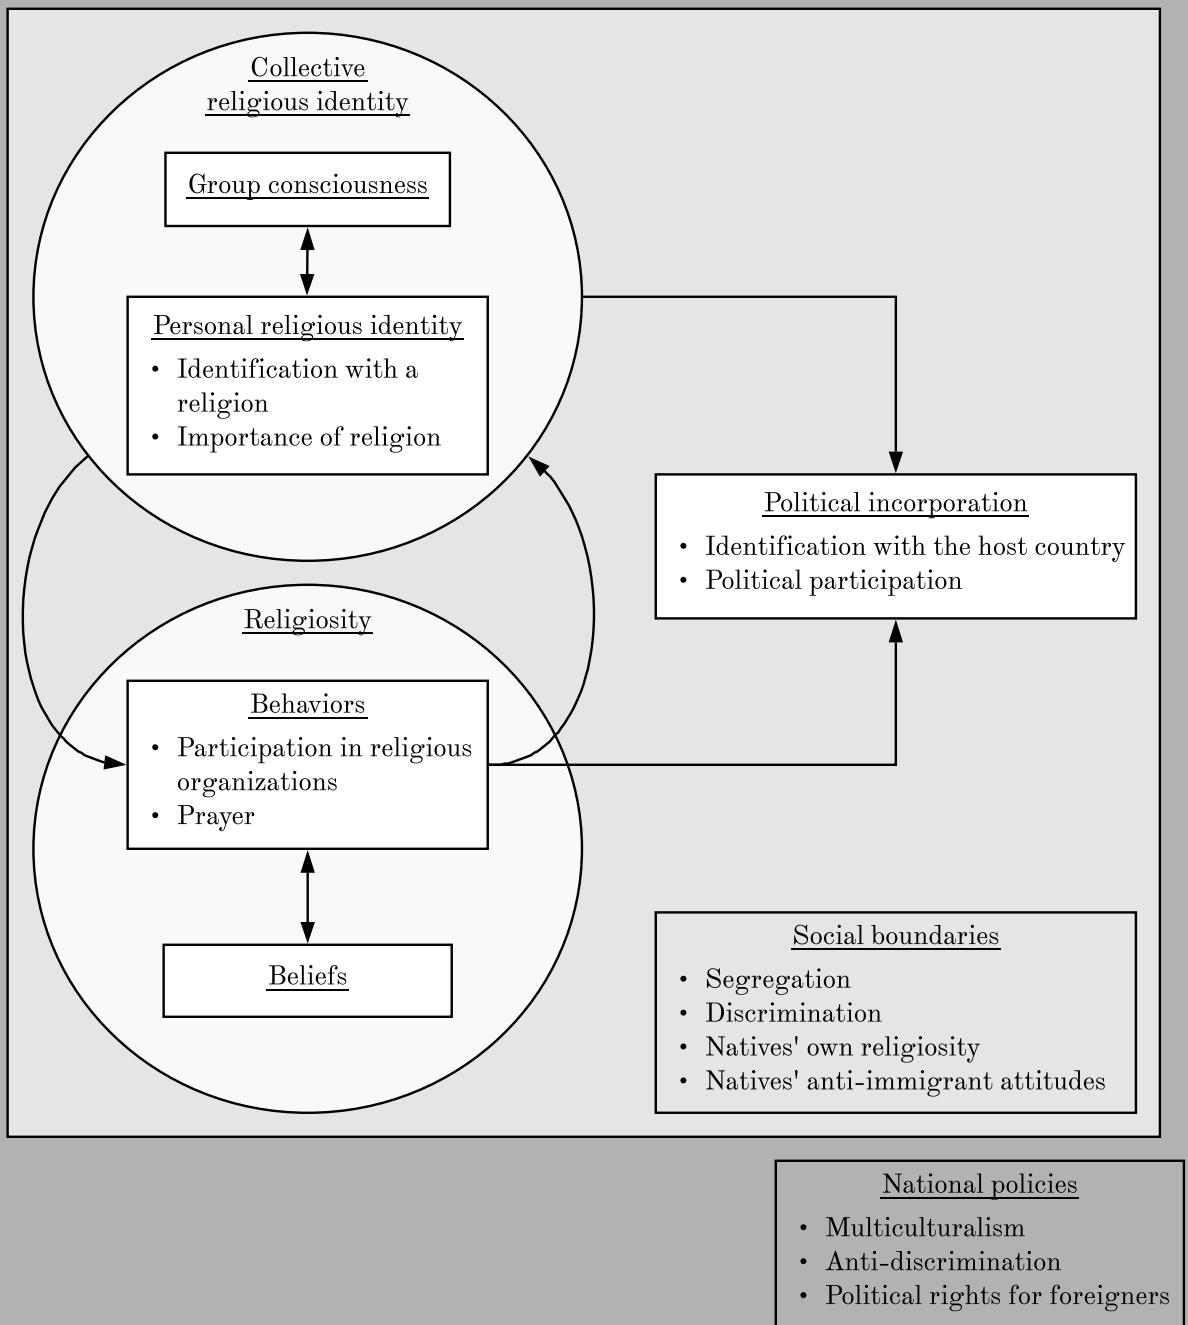 Collective
religious identity
Group consciousness
Personal religious identity
• Identification with a
religion
• Importance of religion
Political incorporation
• Identification with the host country
• Political participation
Religiosity
Behaviors
• Participation in religious
organizations
• Prayer
Beliefs
Social boundaries
• Segregation
• Discrimination
• Natives' own religiosity
• Natives' anti-immigrant attitudes
National policies
• Multiculturalism
• Anti-discrimination
• Political rights for foreigners